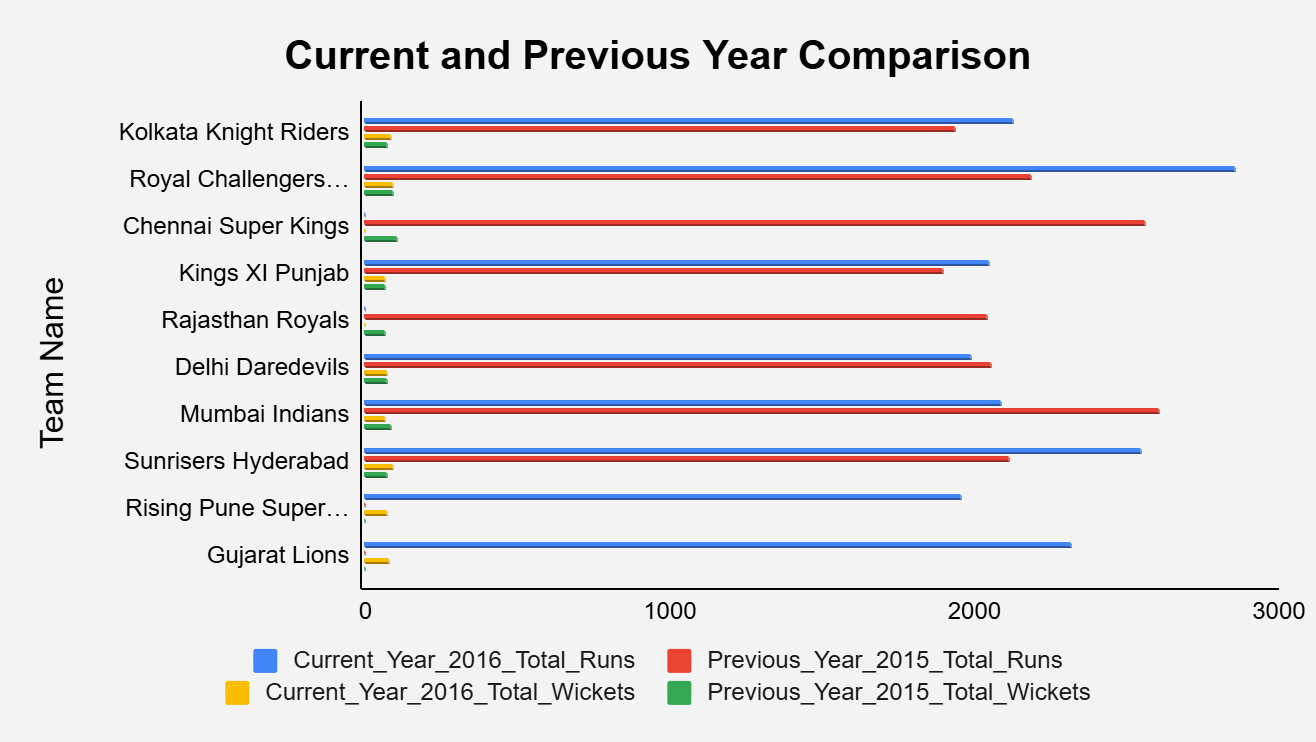 Current and Previous Year Comparison
Team Name
Kolkata Knight Riders
Royal Challengers…
Chennai Super Kings
Kings XI Punjab
Rajasthan Royals
Delhi Daredevils
Mumbai Indians
Sunrisers Hyderabad
Rising Pune Super…
Gujarat Lions
0 1000 2000 3000
Current_Year_2016_Total_Runs Previous_Year_2015_Total_Runs
Current_Year_2016_Total_Wickets Previous_Year_2015_Total_Wickets